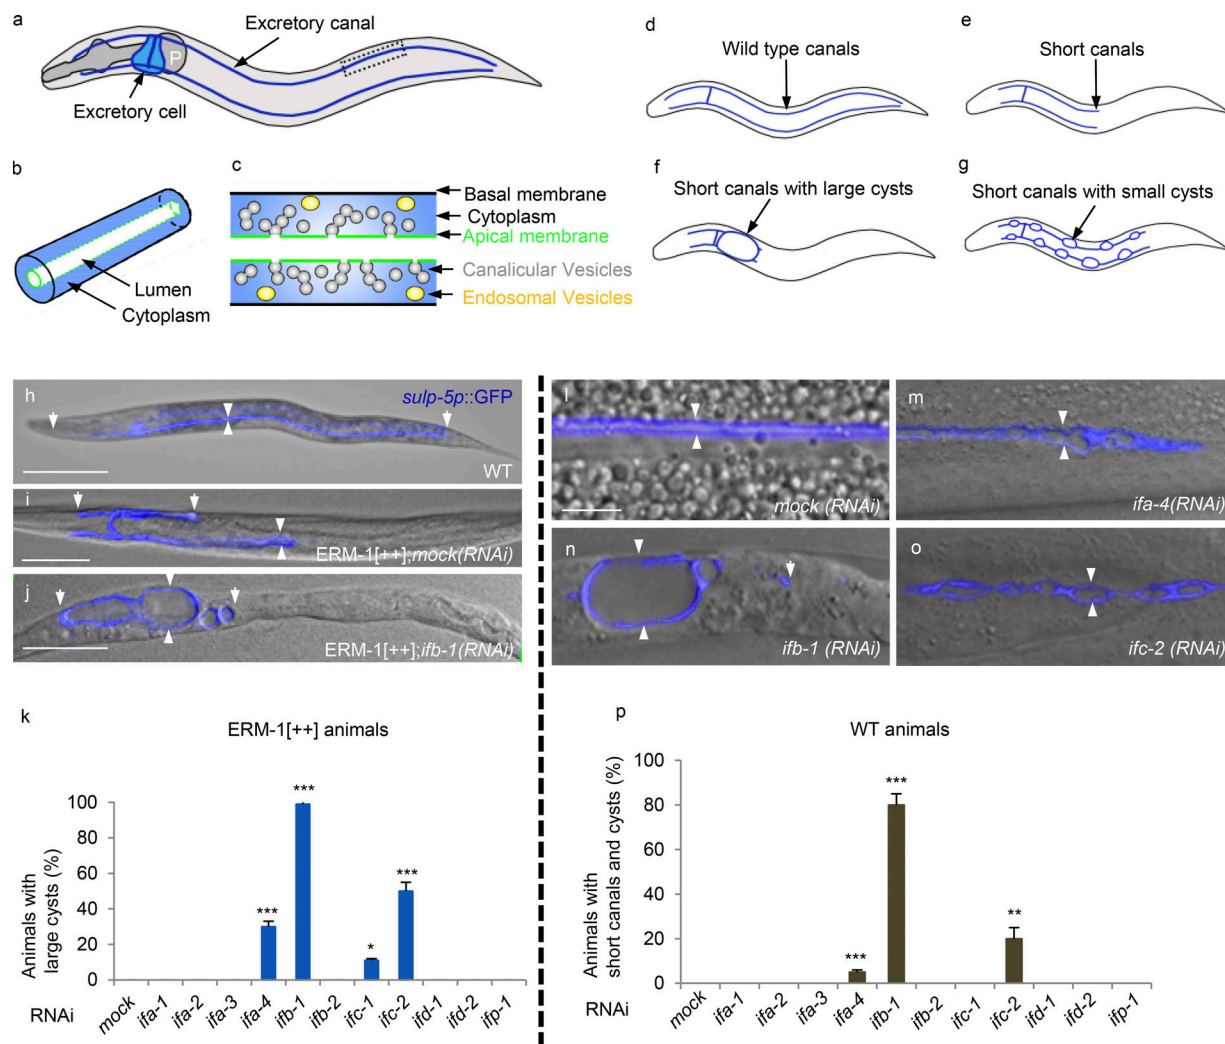 a
Excretory canal
P
Excretory cell
b
Lumen
Cytoplasm
c
Basal membrane
Cytoplasm
Apical membrane
Canalicular Vesicles
Endosomal Vesicles
d
Wild type canals
e
Short canals
f
Short canals with large cysts
g
Short canals with small cysts
h
sulp-5p::GFP
WT
i
ERM-1[++];mock(RNAi)
j
ERM-1[++];ifb-1(RNAi)
l
mock (RNAi)
m
ifa-4(RNAi)
n
ifb-1 (RNAi)
o
ifc-2 (RNAi)
k
ERM-1[++] animals
Animals with
large cysts (%)
100
80
60
40
20
0
***
***
*
***
RNAi
mock
ifa-1
ifa-2
ifa-3
ifa-4
ifb-1
ifb-2
ifc-1
ifc-2
ifd-1
ifd-2
ifp-1
p
WT animals
Animals with
short canals and cysts (%)
100
80
60
40
20
0
***
***
**
RNAi
mock
ifa-1
ifa-2
ifa-3
ifa-4
ifb-1
ifb-2
ifc-1
ifc-2
ifd-1
ifd-2
ifp-1